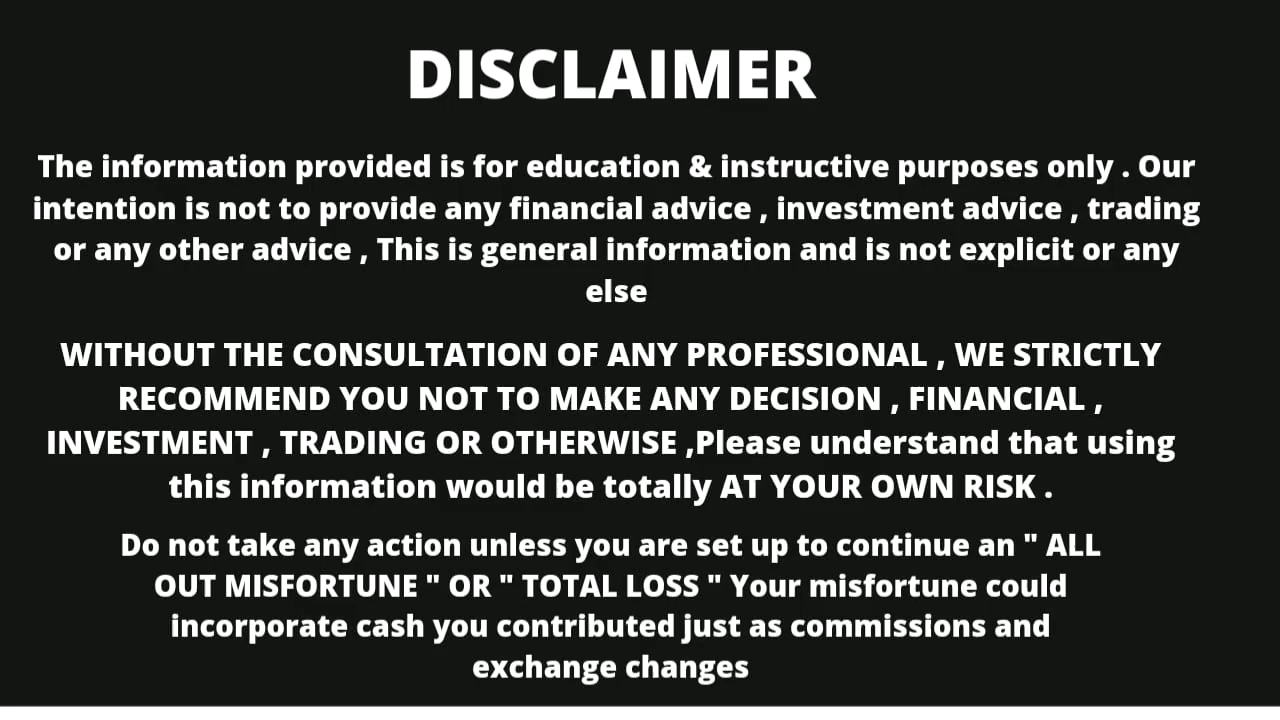 DISCLAIMER
The information provided is for education & instructive purposes only . Our
intention is not to provide any financial advice , investment advice , trading
or any other advice , This is general information and is not explicit or any
else
WITHOUT THE CONSULTATION OF ANY PROFESSIONAL , WE STRICTLY
RECOMMEND YOU NOT TO MAKE ANY DECISION , FINANCIAL ,
INVESTMENT , TRADING OR OTHERWISE ,Please understand that using
this information would be totally AT YOUR OWN RISK .
Do not take any action unless you are set up to continue an " ALL
OUT MISFORTUNE " OR " TOTAL LOSS " Your misfortune could
incorporate cash you contributed just as commissions and
exchange changes